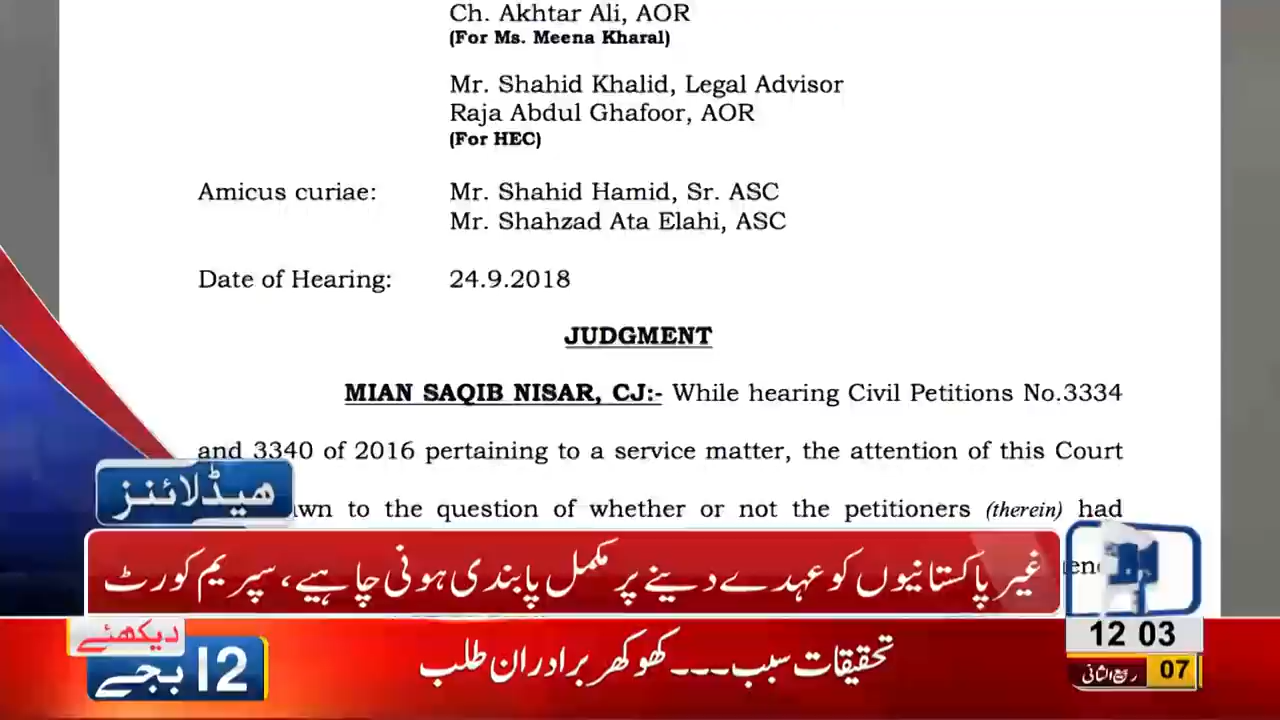 Ch. Akhtar Ali, AOR
(For Ms. Meena Kharal)
Mr. Shahid Khalid, Legal Advisor
Raja Abdul Ghafoor, AOR
(For HEC)
Amicus curiae: Mr. Shahid Hamid, Sr. ASC
Mr. Shahzad Ata Elahi, ASC
Date of Hearing: 24.9.2018
JUDGMENT
MIAN SAQIB NISAR, CJ:- While hearing Civil Petitions No.3334
and 3340 of 2016 pertaining to a service matter, the attention of this Court
to the question of whether or not the petitioners (therein) had
ھیڈلائنز
غیر پاکستانیوں کو عہدے دینے پر مکمل پابندی ہونی چاہیے، سپریم کورٹ
12 03
دیکھئے
12 بجے
تحقیقات سبب۔۔۔کھوکھر برادران طلب
07 ربیع الثانی